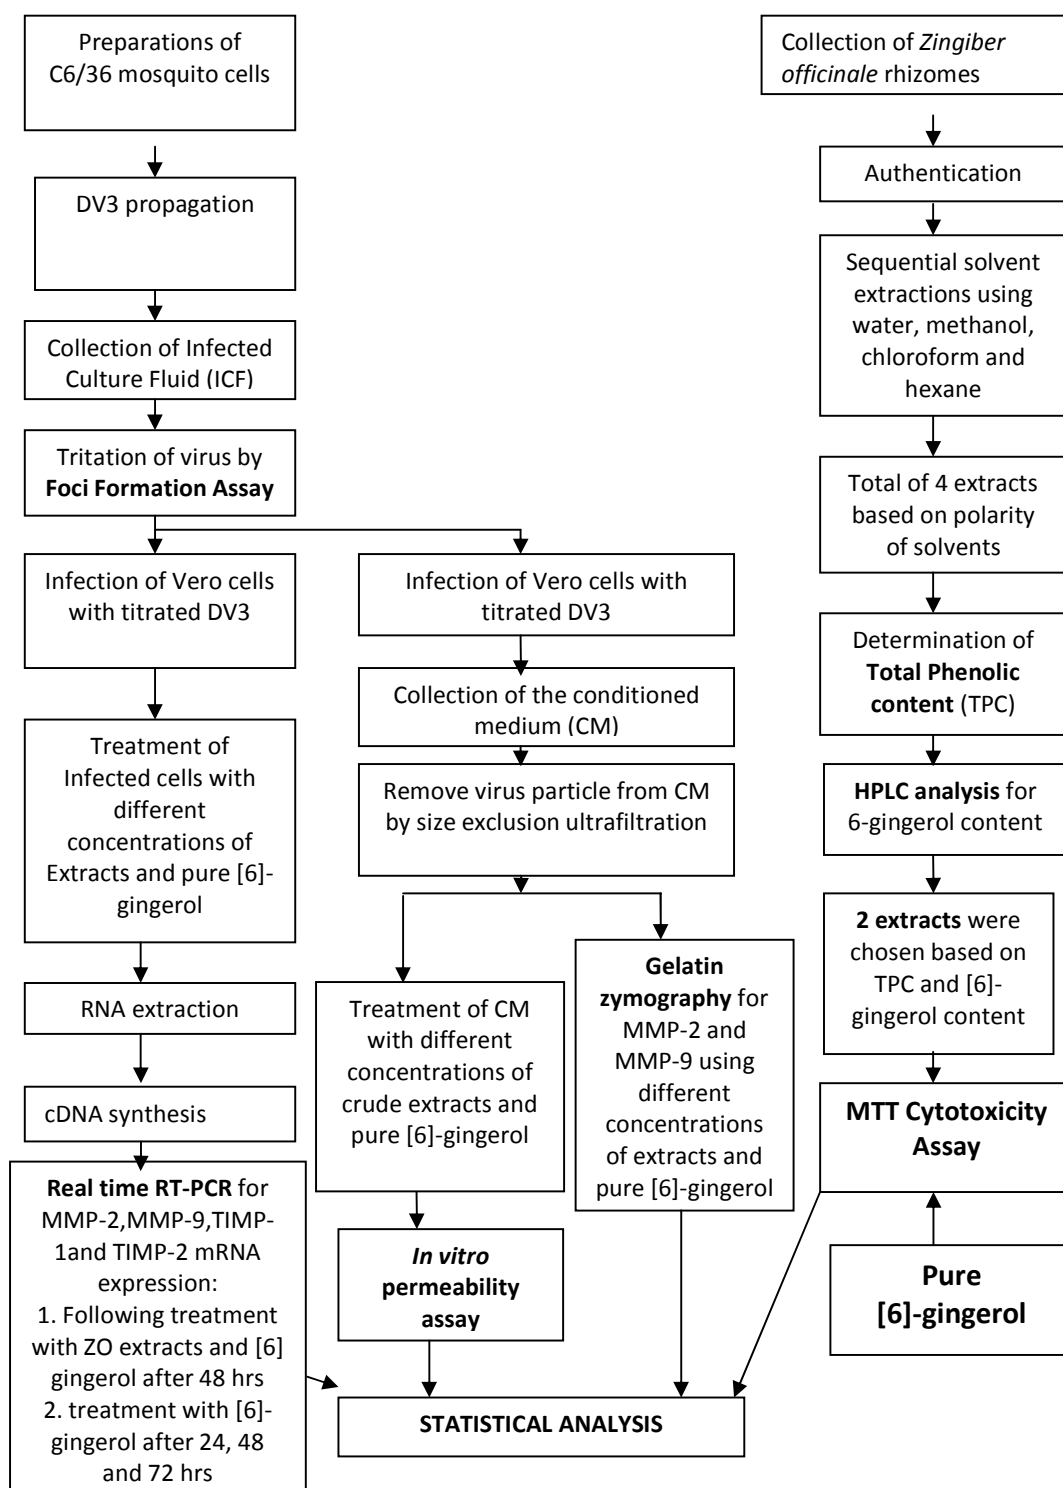 Preparations of
C6/36 mosquito cells
DV3 propagation
Collection of Infected
Culture Fluid (ICF)
Tritation of virus by
Foci Formation Assay
Infection of Vero cells
with titrated DV3
Treatment of
Infected cells with
different
concentrations of
Extracts and pure [6]-
gingerol
RNA extraction
cDNA synthesis
Real time RT-PCR for
MMP-2,MMP-9,TIMP-
1and TIMP-2 mRNA
expression:
1. Following treatment
with ZO extracts and [6]
gingerol after 48 hrs
2. treatment with [6]-
gingerol after 24, 48
and 72 hrs
Infection of Vero cells with
titrated DV3
Collection of the conditioned
medium (CM)
Remove virus particle from CM
by size exclusion ultrafiltration
Treatment of CM
with different
concentrations of
crude extracts and
pure [6]-gingerol
In vitro
permeability
assay
Gelatin
zymography for
MMP-2 and
MMP-9 using
different
concentrations
of extracts and
pure [6]-gingerol
Collection of Zingiber
officinale rhizomes
Authentication
Sequential solvent
extractions using
water, methanol,
chloroform and
hexane
Total of 4 extracts
based on polarity
of solvents
Determination of
Total Phenolic
content (TPC)
HPLC analysis for
6-gingerol content
2 extracts were
chosen based on
TPC and [6]-
gingerol content
MTT Cytotoxicity
Assay
Pure
[6]-gingerol
STATISTICAL ANALYSIS